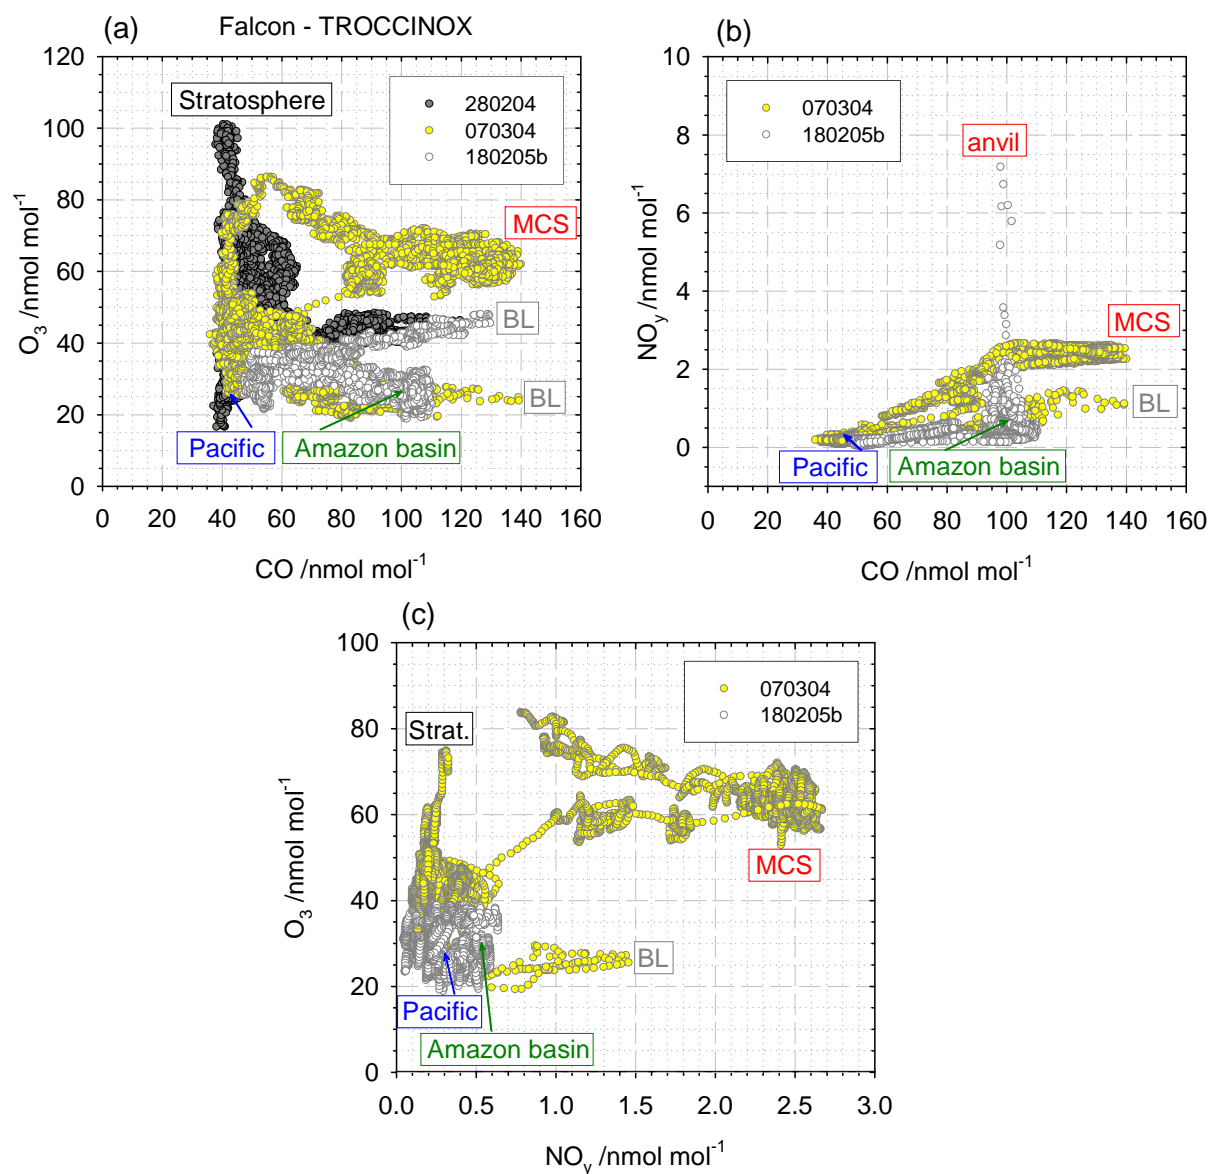 (a)
Falcon - TROCCINOX
(b)
120
100
80
60
40
20
0
O3 /nmol mol-1
Stratosphere
280204
070304
180205b
MCS
BL
BL
Pacific
Amazon basin
0 20 40 60 80 100 120 140 160
CO /nmol mol-1
10
8
6
4
2
0
NOy /nmol mol-1
070304
180205b
anvil
MCS
BL
Pacific
Amazon basin
0 20 40 60 80 100 120 140 160
CO /nmol mol-1
(c)
100
80
60
40
20
0
O3 /nmol mol-1
070304
180205b
Strat.
MCS
BL
Pacific
Amazon basin
0.0 0.5 1.0 1.5 2.0 2.5 3.0
NOy /nmol mol-1